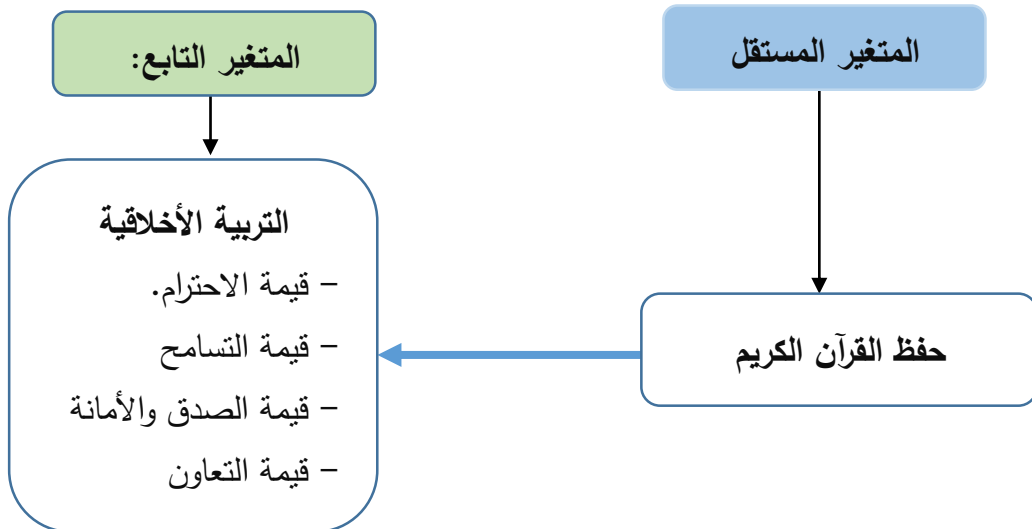 المتغير المستقل
المتغير التابع:
حفظ القرآن الكريم
التربية الأخلاقية
- قيمة الاحترام.
- قيمة التسامح
- قيمة الصدق والأمانة
- قيمة التعاون